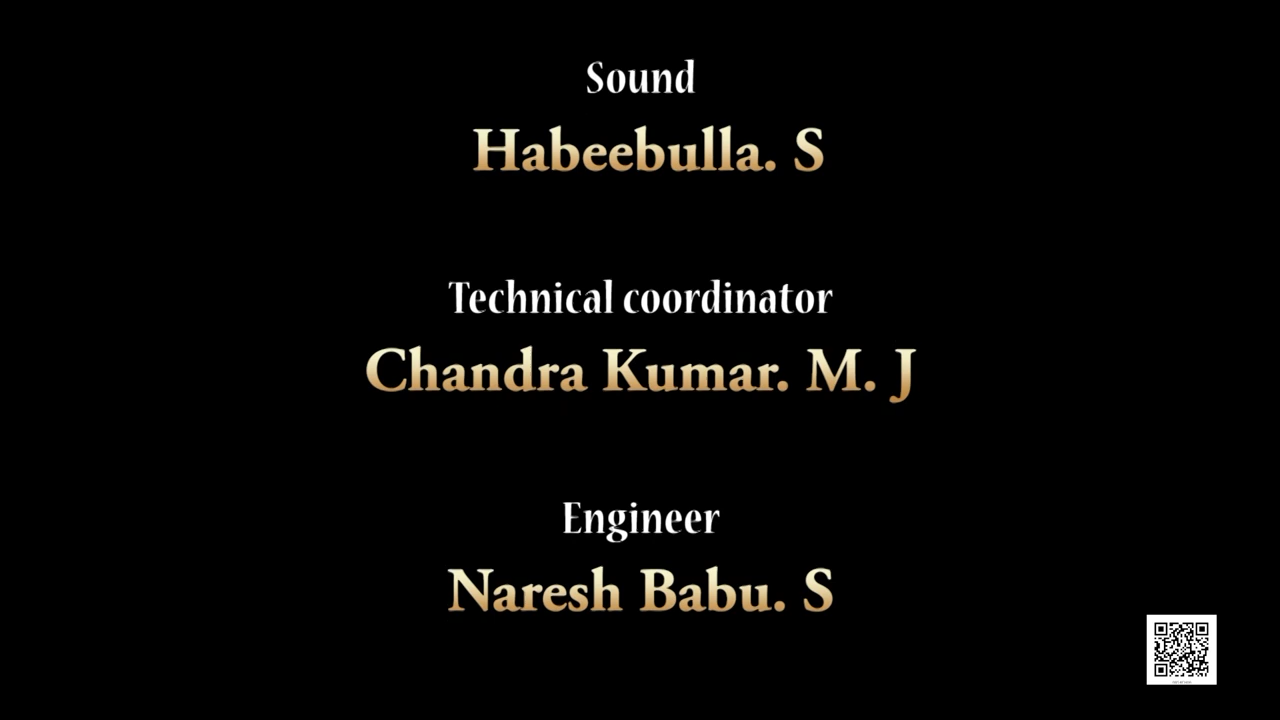 Sound
Habeebulla. S
Technical coordinator
Chandra Kumar. M. J
Engineer
Naresh Babu. S